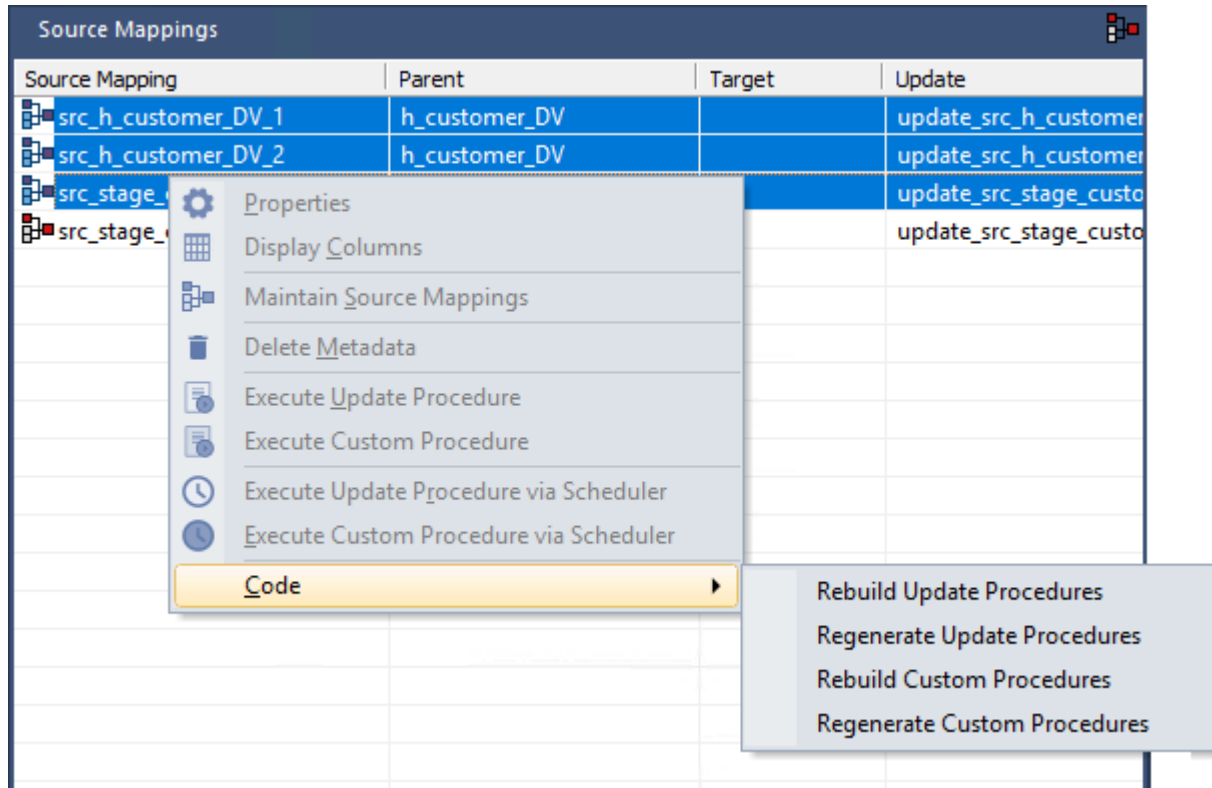 Source Mappings
Source Mapping Parent Target Update
src_h_customer_DV_1 h_customer_DV update_src_h_customer
src_h_customer_DV_2 h_customer_DV update_src_h_customer
src_stage_ update_src_stage_custo
src_stage_ update_src_stage_custo
Properties
Display Columns
Maintain Source Mappings
Delete Metadata
Execute Update Procedure
Execute Custom Procedure
Execute Update Procedure via Scheduler
Execute Custom Procedure via Scheduler
Code
Rebuild Update Procedures
Regenerate Update Procedures
Rebuild Custom Procedures
Regenerate Custom Procedures